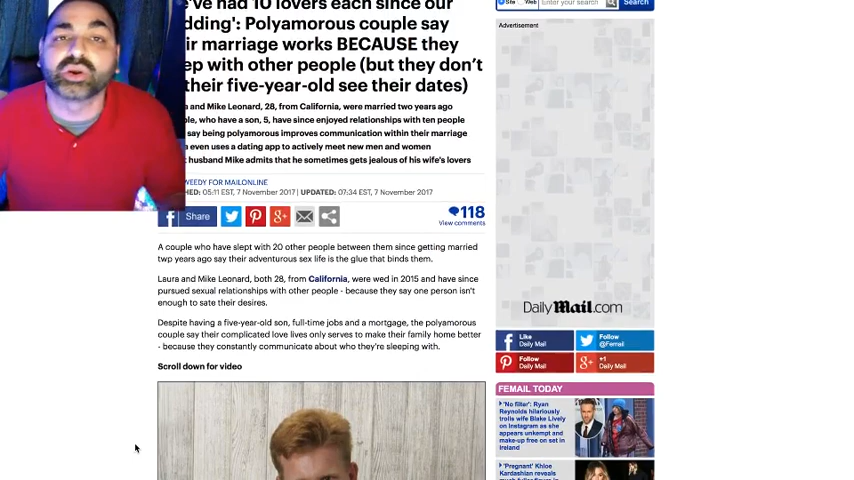 've had 10 lovers each since our
dding': Polyamorous couple say
ir marriage works BECAUSE they
ep with other people (but they don't
their five-year-old see their dates)
a and Mike Leonard, 28, from California, were married two years ago
ple, who have a son, 5, have since enjoyed relationships with ten people
say being polyamorous improves communication within their marriage
a even uses a dating app to actively meet new men and women
t husband Mike admits that he sometimes gets jealous of his wife's lovers
WEEDY FOR MAILONLINE
HED: 05:11 EST, 7 November 2017 | UPDATED: 07:34 EST, 7 November 2017
Share
118
View comments
A couple who have slept with 20 other people between them since getting married
two years ago say their adventurous sex life is the glue that binds them.
Laura and Mike Leonard, both 28, from California, were wed in 2015 and have since
pursued sexual relationships with other people - because they say one person isn't
enough to sate their desires.
Despite having a five-year-old son, full-time jobs and a mortgage, the polyamorous
couple say their complicated love lives only serves to make their family home better
- because they constantly communicate about who they're sleeping with.
Scroll down for video
Site Web Enter your search Search
Advertisement
Daily Mail.com
Like
Daily Mail
Follow
@Femail
Follow
Daily Mail
+1
Daily Mail
FEMAIL TODAY
'No filter': Ryan
Reynolds hilariously
trolls wife Blake Lively
on Instagram as she
appears unkempt and
make-up free on set in
Ireland
'Pregnant' Khloe
Kardashian reveals